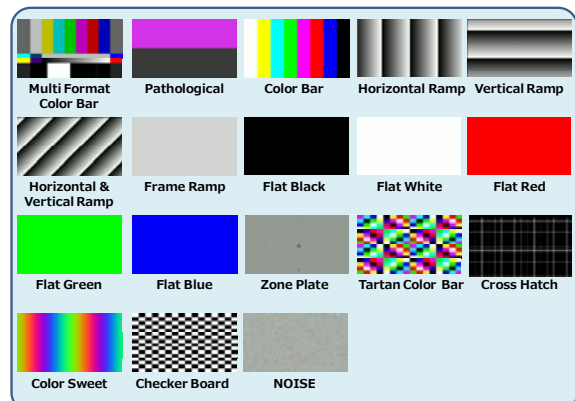 Multi Format
Color Bar
Pathological
Color Bar
Horizontal Ramp
Vertical Ramp
Horizontal &
Vertical Ramp
Frame Ramp
Flat Black
Flat White
Flat Red
Flat Green
Flat Blue
Zone Plate
Tartan Color Bar
Cross Hatch
Color Sweet
Checker Board
NOISE